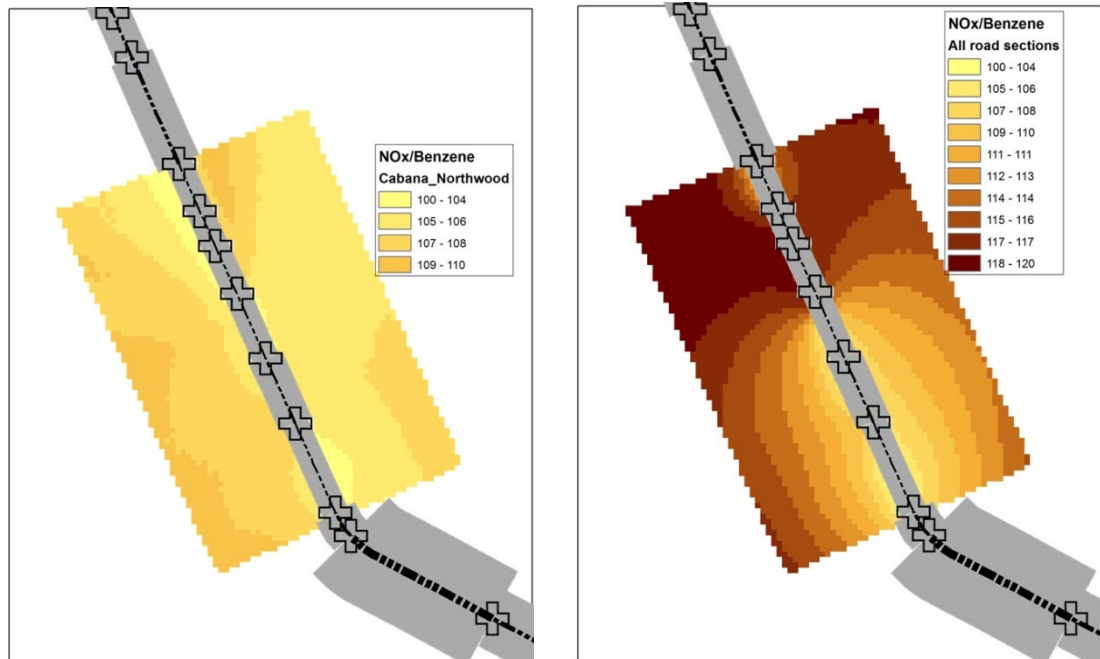 NOx/Benzene
Cabana_Northwood
100 - 104
105 - 106
107 - 108
109 - 110
NOx/Benzene
All road sections
100 - 104
105 - 106
107 - 108
109 - 110
111 - 111
112 - 113
114 - 114
115 - 116
117 - 117
118 - 120